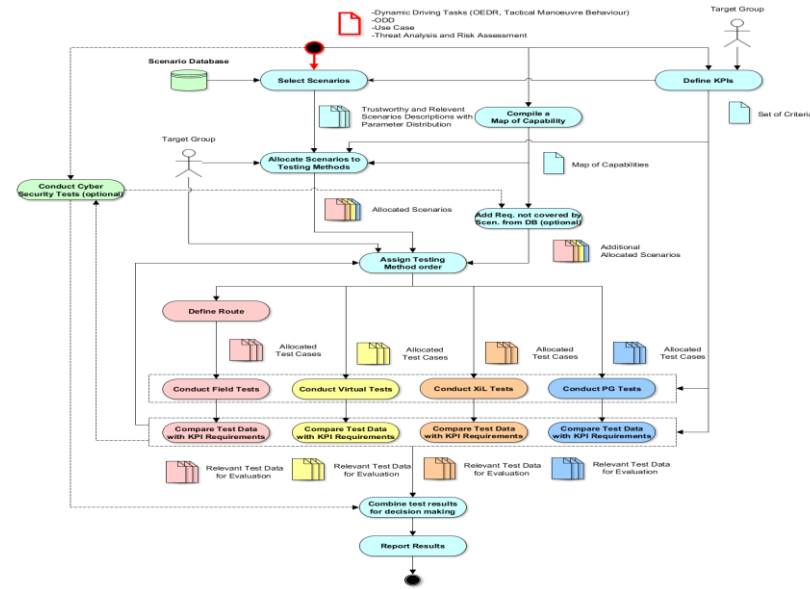 -Dynamic Driving Tasks (OEDR, Tactical Manoeuvre Behaviour)
-ODD
-Use Case
-Threat Analysis and Risk Assessment
Target Group
Scenario Database
Select Scenarios
Define KPIs
Trustworthy and Relevent
Scenarios Descriptions with
Parameter Distribution
Compile a
Map of Capability
Set of Criteria
Target Group
Allocate Scenarios to
Testing Methods
Map of Capabilities
Conduct Cyber
Security Tests (optional)
Allocated Scenarios
Add Req. not covered by
Scen. from DB (optional)
Additional
Allocated Scenarios
Assign Testing
Method order
Define Route
Allocated
Test Cases
Allocated
Test Cases
Allocated
Test Cases
Allocated
Test Cases
Conduct Field Tests
Conduct Virtual Tests
Conduct XiL Tests
Conduct PG Tests
Compare Test Data
with KPI Requirements
Compare Test Data
with KPI Requirements
Compare Test Data
with KPI Requirements
Compare Test Data
with KPI Requirements
Relevant Test Data
for Evaluation
Relevant Test Data
for Evaluation
Relevant Test Data
for Evaluation
Relevant Test Data
for Evaluation
Combine test results
for decision making
Report Results